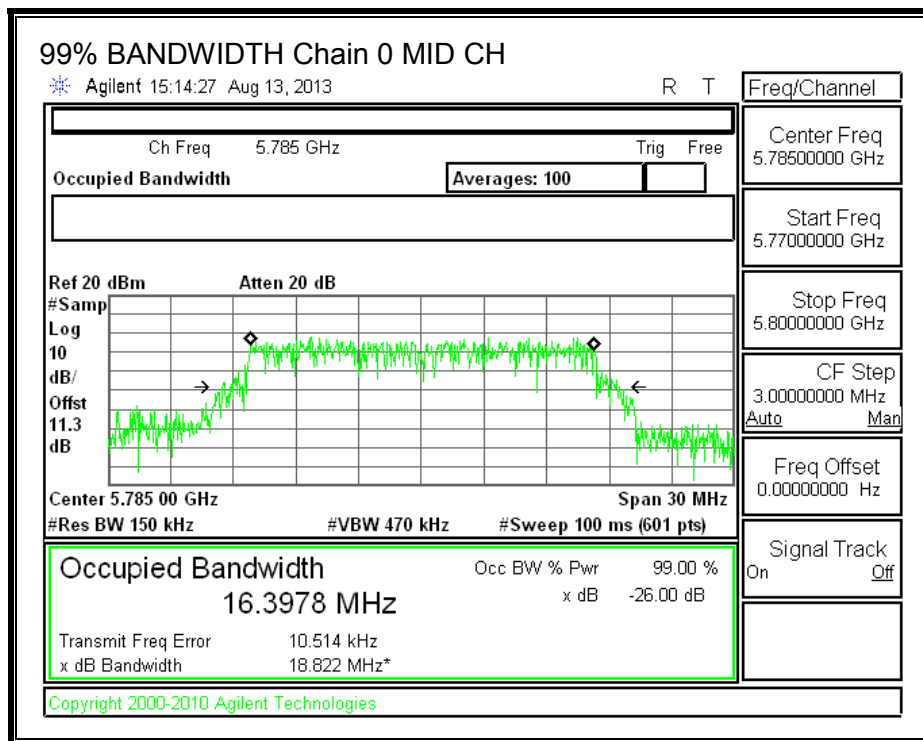 99% BANDWIDTH Chain 0 MID CH
Agilent 15:14:27 Aug 13, 2013 R T
Freq/Channel
Ch Freq 5.785 GHz Trig Free
Occupied Bandwidth Averages: 100
Center Freq
5.78500000 GHz
Start Freq
5.77000000 GHz
Stop Freq
5.80000000 GHz
CF Step
3.00000000 MHz
Auto Man
Freq Offset
0.00000000 Hz
Signal Track
On Off
Ref 20 dBm Atten 20 dB
#Samp
Log
10
dB/
Offst
11.3
dB
Center 5.785 00 GHz Span 30 MHz
#Res BW 150 kHz #VBW 470 kHz #Sweep 100 ms (601 pts)
Occupied Bandwidth Occ BW % Pwr 99.00 %
16.3978 MHz x dB -26.00 dB
Transmit Freq Error 10.514 kHz
x dB Bandwidth 18.822 MHz*
Copyright 2000-2010 Agilent Technologies